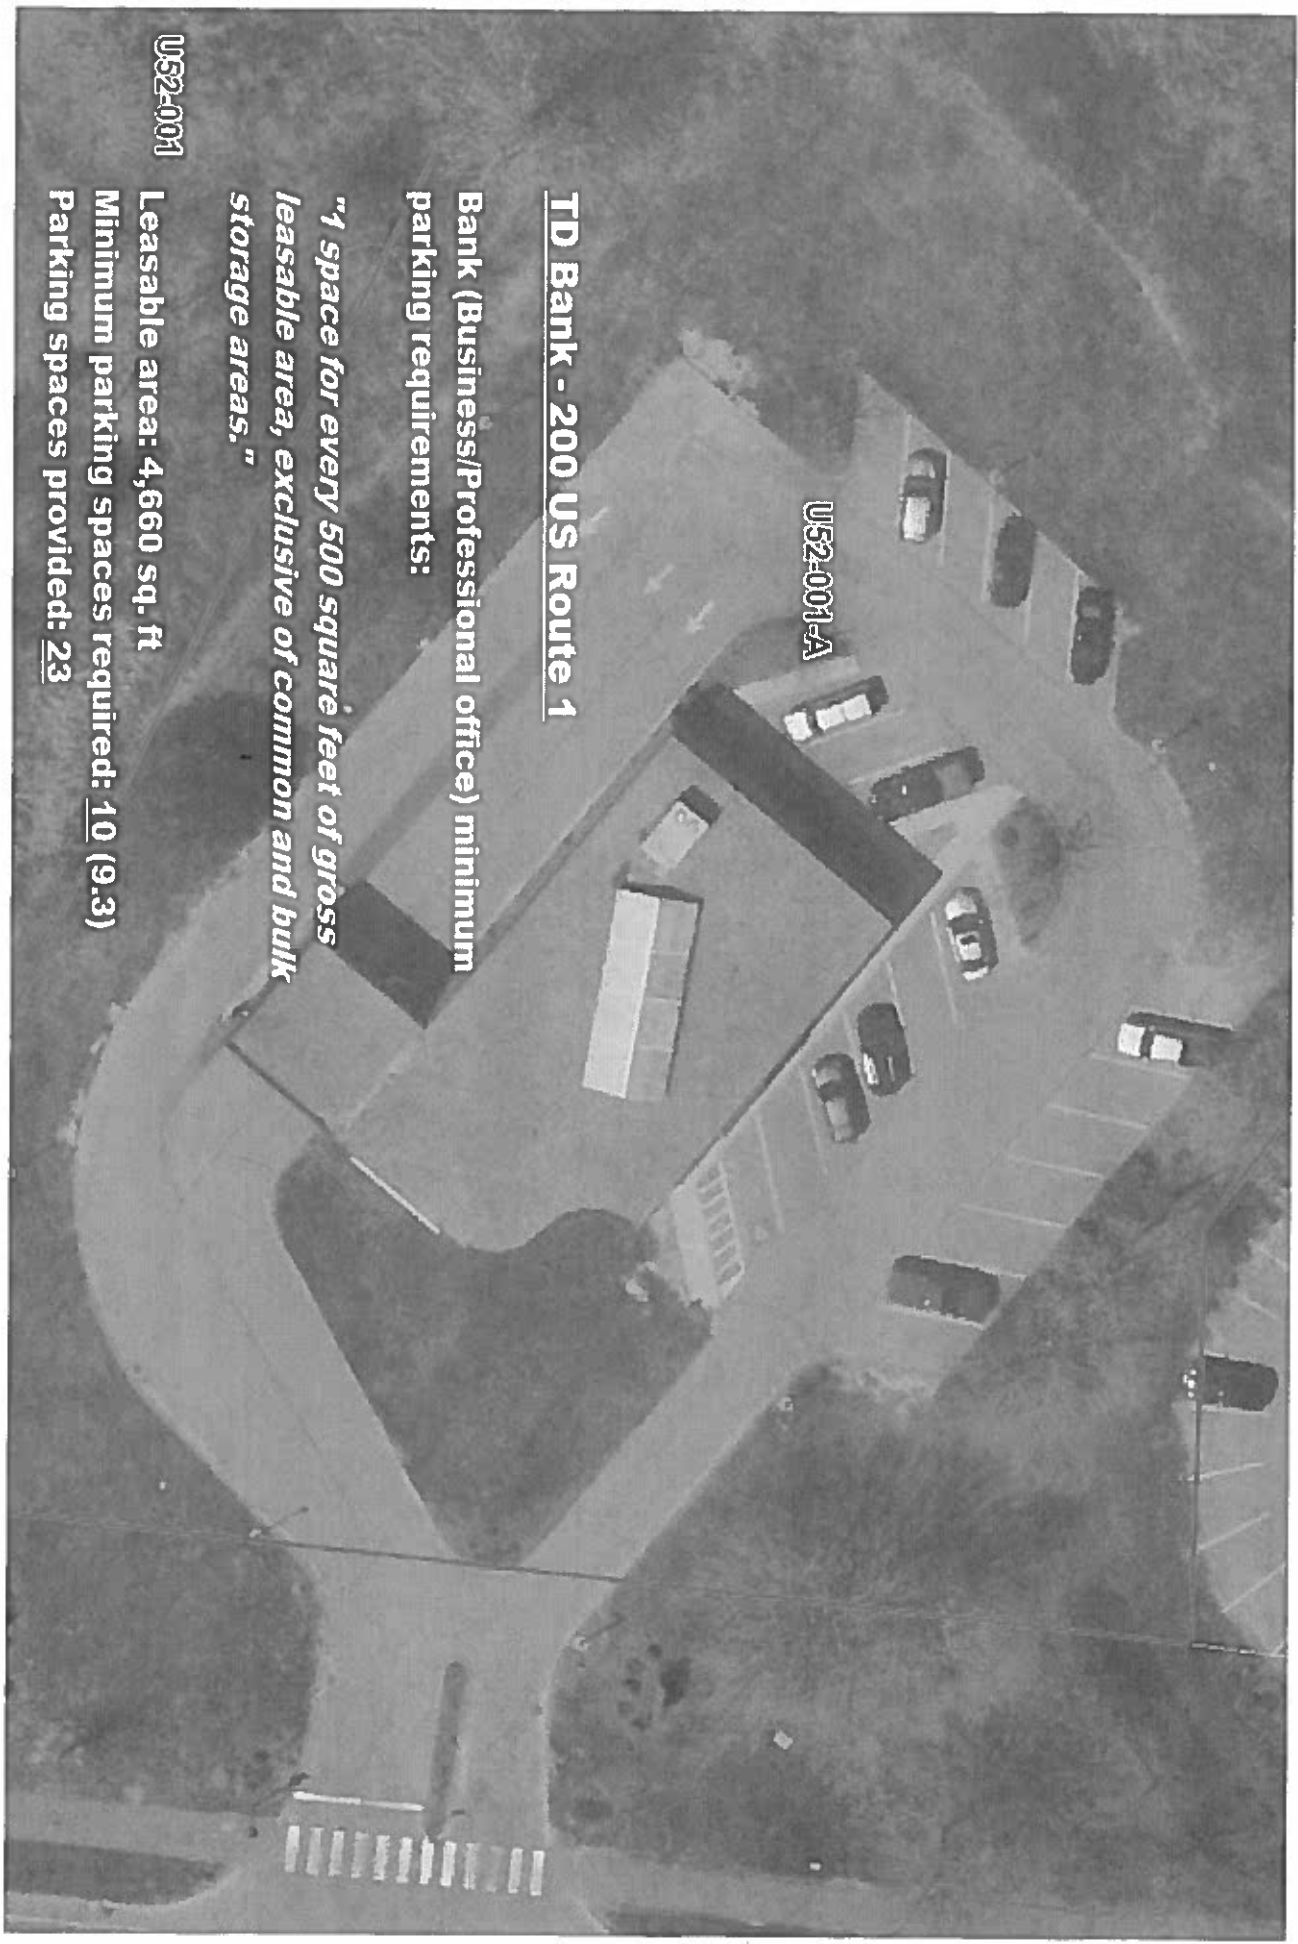 TD Bank - 200 US Route 1
Bank (Business/Professional office) minimum
parking requirements:
"1 space for every 500 square feet of gross
leasable area, exclusive of common and bulk
storage areas."
Leasable area: 4,660 sq. ft
Minimum parking spaces required: 10 (9.3)
Parking spaces provided: 23
U52-001-A
U52-001